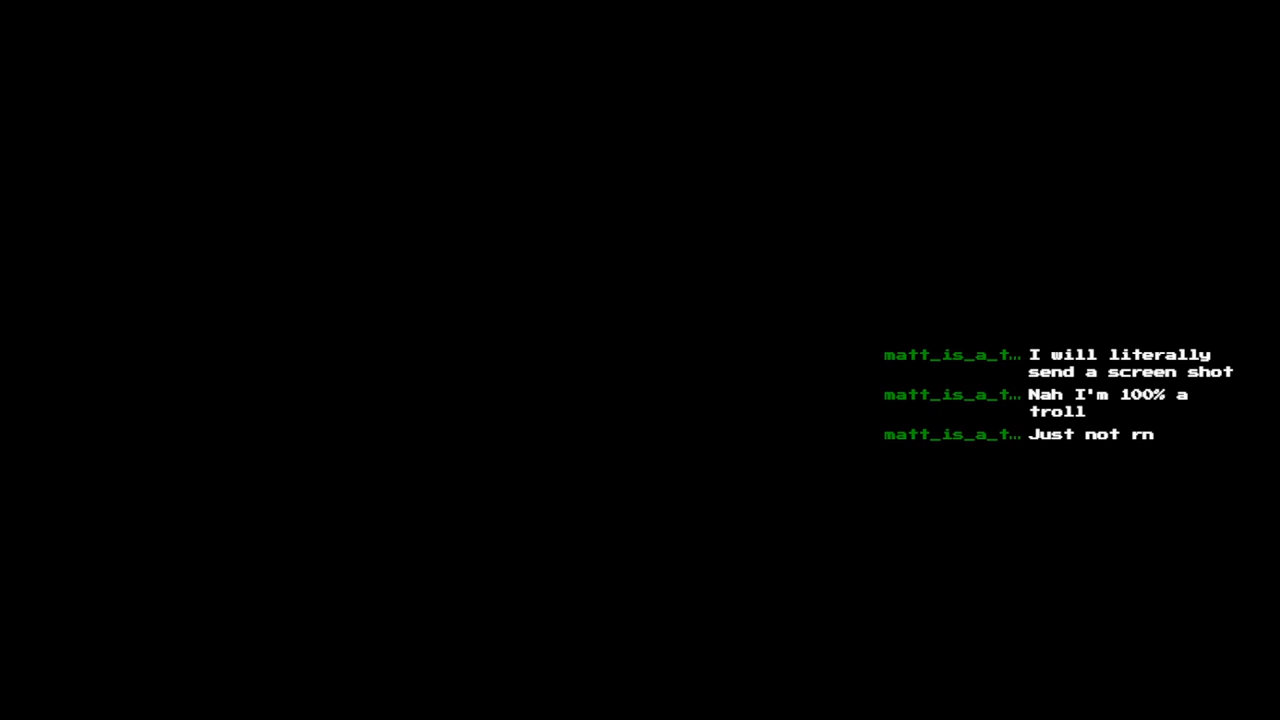 matt_is_a_t… I will literally
send a screen shot
matt_is_a_t… Nah I'm 100% a
troll
matt_is_a_t… Just not rn